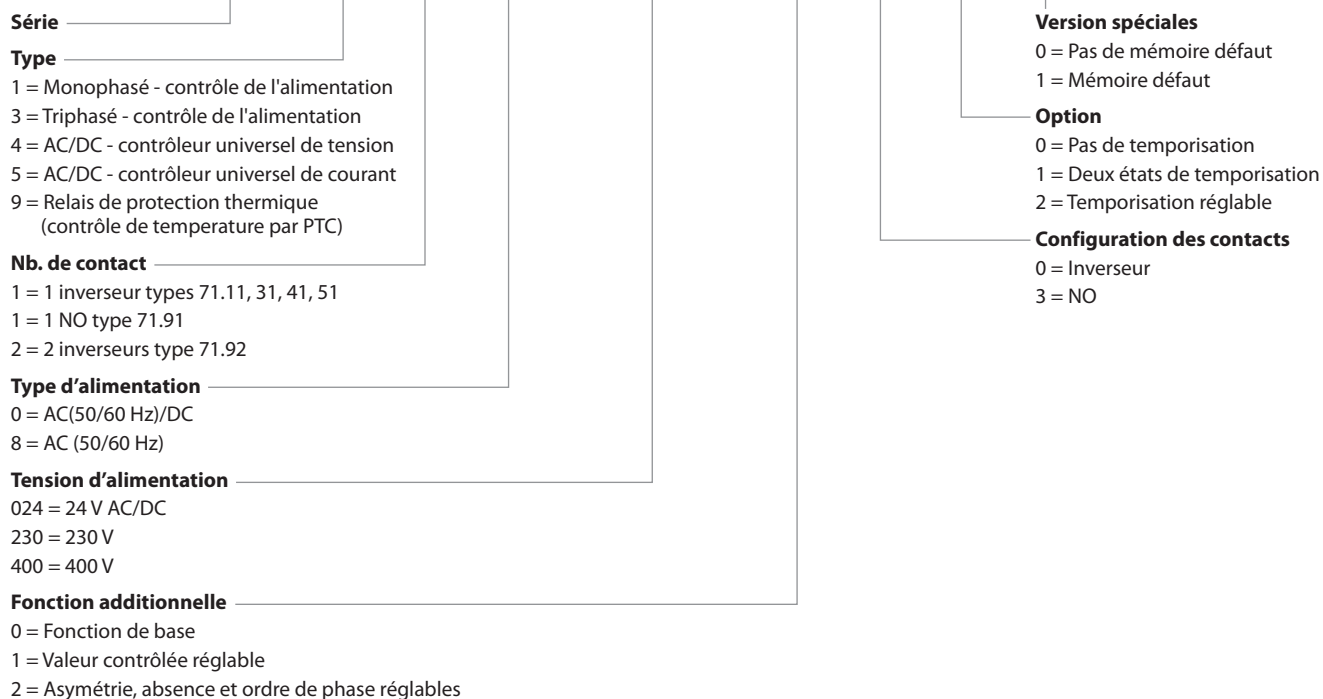 Série
Type
1 = Monophasé - contrôle de l'alimentation
3 = Triphasé - contrôle de l'alimentation
4 = AC/DC - contrôleur universel de tension
5 = AC/DC - contrôleur universel de courant
9 = Relais de protection thermique
(contrôle de temperature par PTC)
Nb. de contact
1 = 1 inverseur types 71.11, 31, 41, 51
1 = 1 NO type 71.91
2 = 2 inverseurs type 71.92
Type d’alimentation
0 = AC(50/60 Hz)/DC
8 = AC (50/60 Hz)
Tension d’alimentation
024 = 24 V AC/DC
230 = 230 V
400 = 400 V
Fonction additionnelle
0 = Fonction de base
1 = Valeur contrôlée réglable
2 = Asymétrie, absence et ordre de phase réglables
Version spéciales
0 = Pas de mémoire défaut
1 = Mémoire défaut
Option
0 = Pas de temporisation
1 = Deux états de temporisation
2 = Temporisation réglable
Configuration des contacts
0 = Inverseur
3 = NO